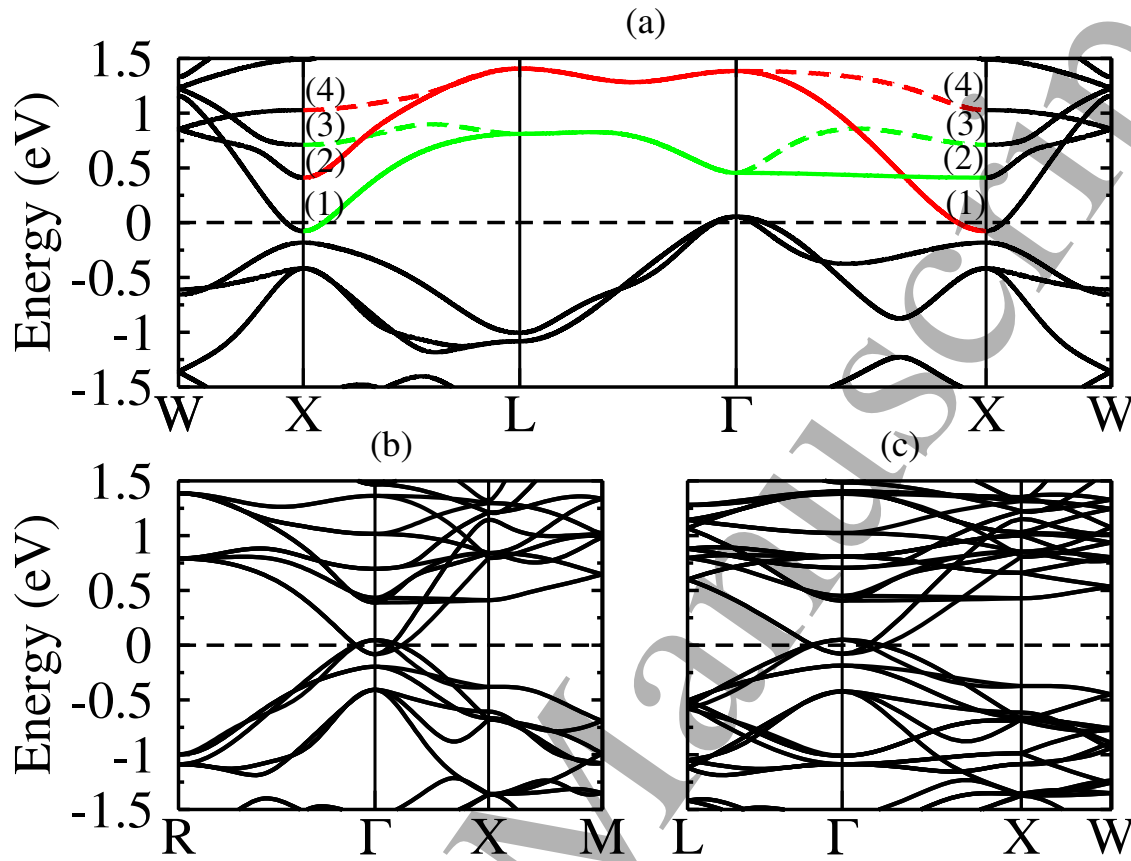 (a)
1.5
1
0.5
0
-0.5
-1
-1.5
Energy (eV)
(4)
(3)
(2)
(1)
(4)
(3)
(2)
(1)
W X L Γ X W
(b)
1.5
1
0.5
0
-0.5
-1
-1.5
Energy (eV)
R Γ X M
(c)
L Γ X W
Manuscrip